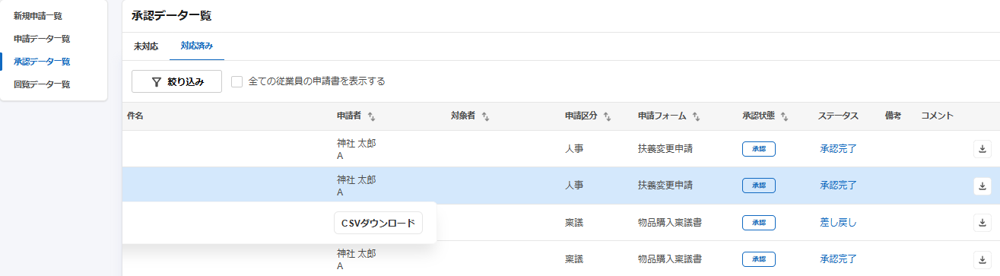 新規申請一覧
申請データ一覧
承認データ一覧
回覧データ一覧
承認データ一覧
未対応 対応済み
絞り込み 全ての従業員の申請書を表示する
件名 申請者 対象者 申請区分 申請フォーム 承認状態 ステータス 備考 コメント
神社 太郎
A
人事 扶養変更申請 承認 承認完了
神社 太郎
A
人事 扶養変更申請 承認 承認完了
CSVダウンロード
稟議 物品購入稟議書 承認 差し戻し
神社 太郎
A
稟議 物品購入稟議書 承認 承認完了